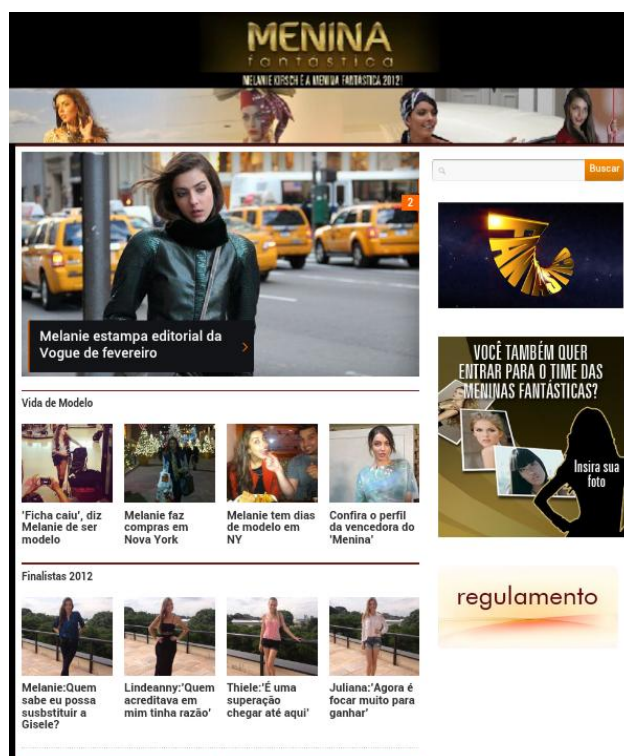 MENINA
fantástica
MELANIE KIRSCH É A MENINA FANTÁSTICA 2012!
Buscar
2
Melanie estampa editorial da
Vogue de fevereiro
VOCÊ TAMBÉM QUER
ENTRAR PARA O TIME DAS
MENINAS FANTÁSTICAS?
Insira sua
foto
Vida de Modelo
'Ficha caiu', diz
Melanie de ser
modelo
Melanie faz
compras em
Nova York
Melanie tem dias
de modelo em
NY
Confira o perfil
da vencedora do
'Menina'
regulamento
Finalistas 2012
Melanie:Quem
sabe eu possa
susbstituir a
Gisele?
Lindeanny:'Quem
acreditava em
mim tinha razão'
Thiele:'É uma
superação
chegar até aqui'
Juliana:'Agora é
focar muito para
ganhar'